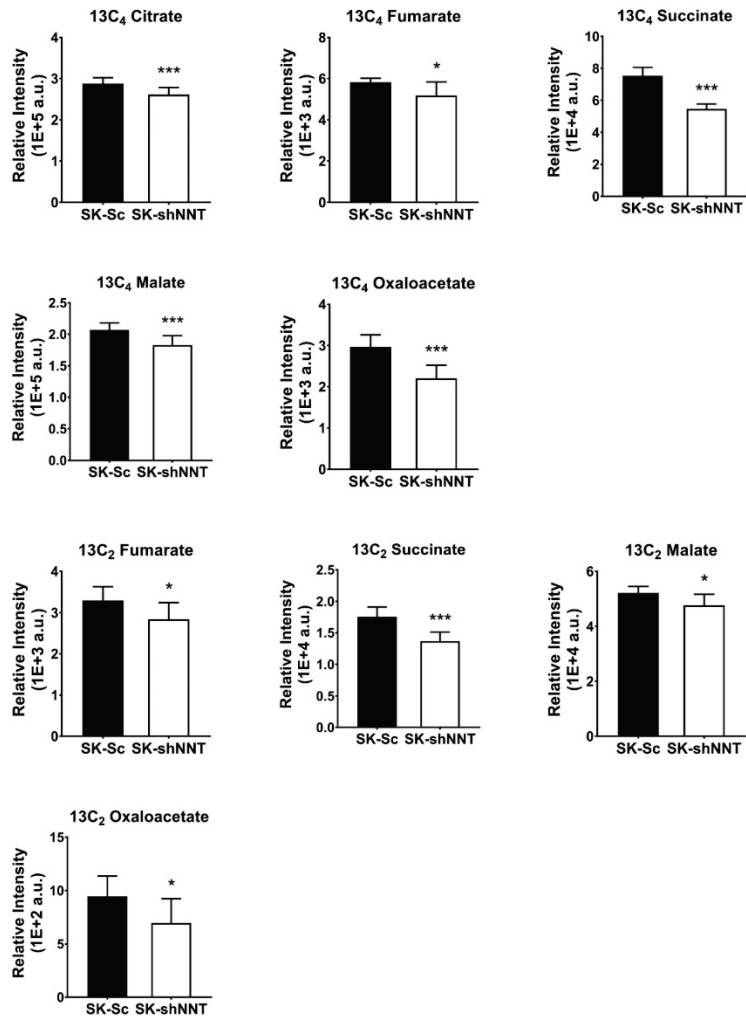 13C₄ Citrate
Relative Intensity
(1E+5 a.u.)
4
3
2
1
0
***
SK-Sc SK-shNNT
13C₄ Fumarate
Relative Intensity
(1E+3 a.u.)
8
6
4
2
0
*
SK-Sc SK-shNNT
13C₄ Succinate
Relative Intensity
(1E+4 a.u.)
10
8
6
4
2
0
***
SK-Sc SK-shNNT
13C₄ Malate
Relative Intensity
(1E+5 a.u.)
2.5
2.0
1.5
1.0
0.5
0.0
***
SK-Sc SK-shNNT
13C₄ Oxaloacetate
Relative Intensity
(1E+3 a.u.)
4
3
2
1
0
***
SK-Sc SK-shNNT
13C₂ Fumarate
Relative Intensity
(1E+3 a.u.)
4
3
2
1
0
*
SK-Sc SK-shNNT
13C₂ Succinate
Relative Intensity
(1E+4 a.u.)
2.5
2.0
1.5
1.0
0.5
0.0
***
SK-Sc SK-shNNT
13C₂ Malate
Relative Intensity
(1E+4 a.u.)
6
4
2
0
*
SK-Sc SK-shNNT
13C₂ Oxaloacetate
Relative Intensity
(1E+2 a.u.)
15
10
5
0
*
SK-Sc SK-shNNT